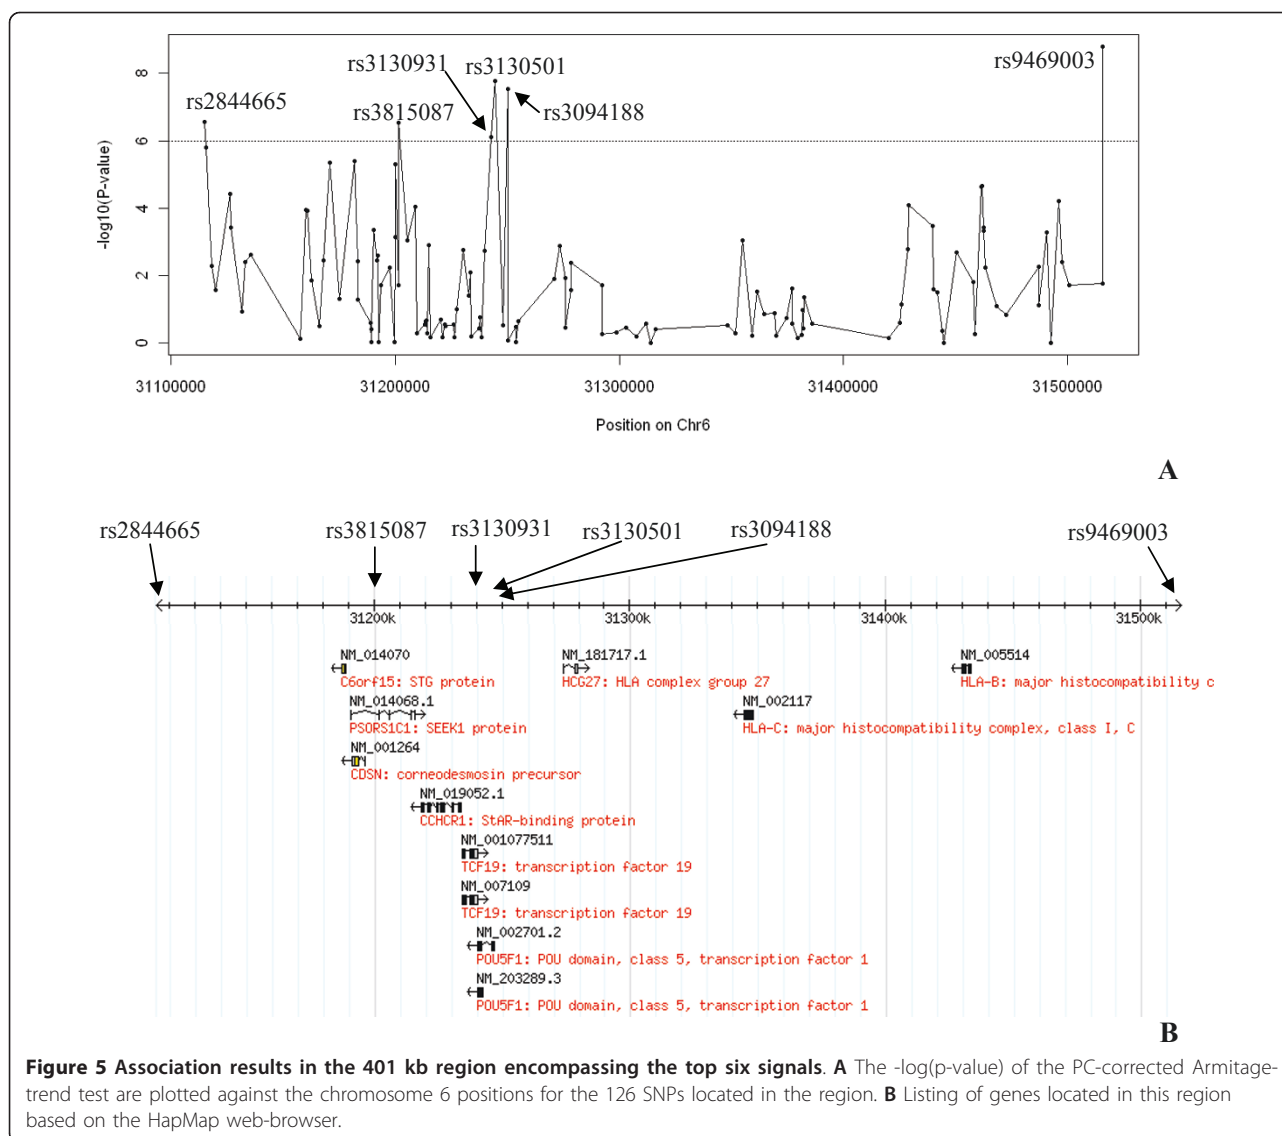 rs3130931 rs3130501 rs9469003
rs2844665 rs3815087 rs3094188
8
6
4
2
0
-log10(P-value)
31100000 31200000 31300000 31400000 31500000
Position on Chr6
A
rs2844665 rs3815087 rs3130931 rs3130501 rs3094188 rs9469003
31200k 31300k 31400k 31500k
NM_014070 NM_181717.1 NM_005514
C6orf15: STG protein HCG27: HLA complex group 27 HLA-B: major histocompatibility c
NM_014068.1 NM_002117
PSORS1C1: SEEK1 protein HLA-C: major histocompatibility complex, class I, C
NM_001264
CDSN: corneodesmosin precursor
NM_019052.1
CCHCR1: StAR-binding protein
NM_001077511
TCF19: transcription factor 19
NM_007109
TCF19: transcription factor 19
NM_002701.2
POU5F1: POU domain, class 5, transcription factor 1
NM_203289.3
POU5F1: POU domain, class 5, transcription factor 1
B
Figure 5 Association results in the 401 kb region encompassing the top six signals. A The -log(p-value) of the PC-corrected Armitage-
trend test are plotted against the chromosome 6 positions for the 126 SNPs located in the region. B Listing of genes located in this region
based on the HapMap web-browser.